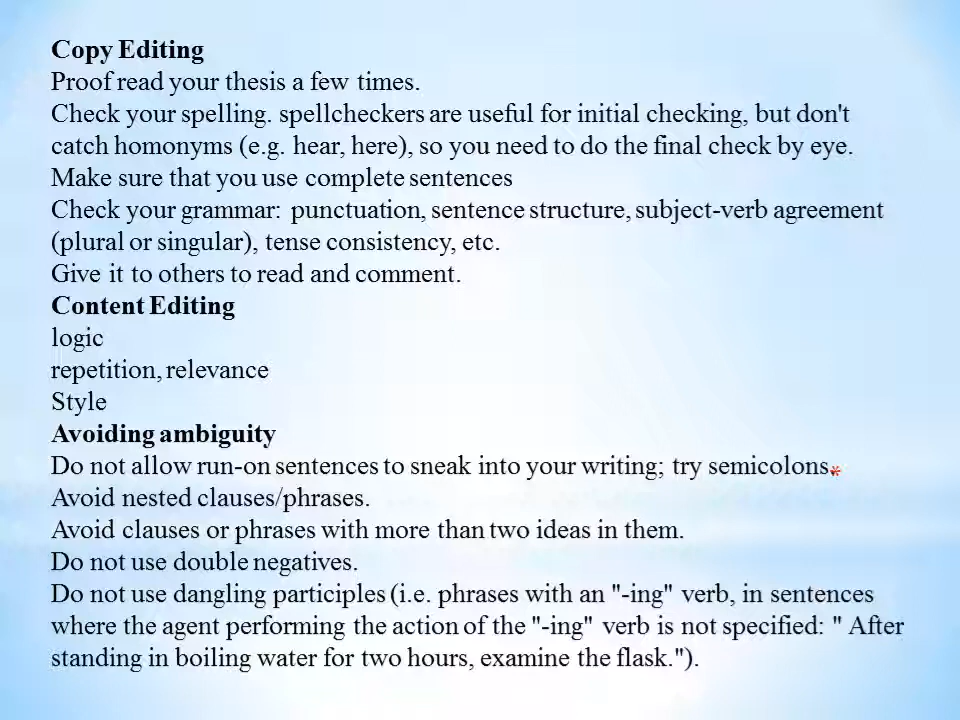 Copy Editing
Proof read your thesis a few times.
Check your spelling. spellcheckers are useful for initial checking, but don't
catch homonyms (e.g. hear, here), so you need to do the final check by eye.
Make sure that you use complete sentences
Check your grammar: punctuation, sentence structure, subject-verb agreement
(plural or singular), tense consistency, etc.
Give it to others to read and comment.
Content Editing
logic
repetition, relevance
Style
Avoiding ambiguity
Do not allow run-on sentences to sneak into your writing; try semicolons.*
Avoid nested clauses/phrases.
Avoid clauses or phrases with more than two ideas in them.
Do not use double negatives.
Do not use dangling participles (i.e. phrases with an "-ing" verb, in sentences
where the agent performing the action of the "-ing" verb is not specified: " After
standing in boiling water for two hours, examine the flask.").